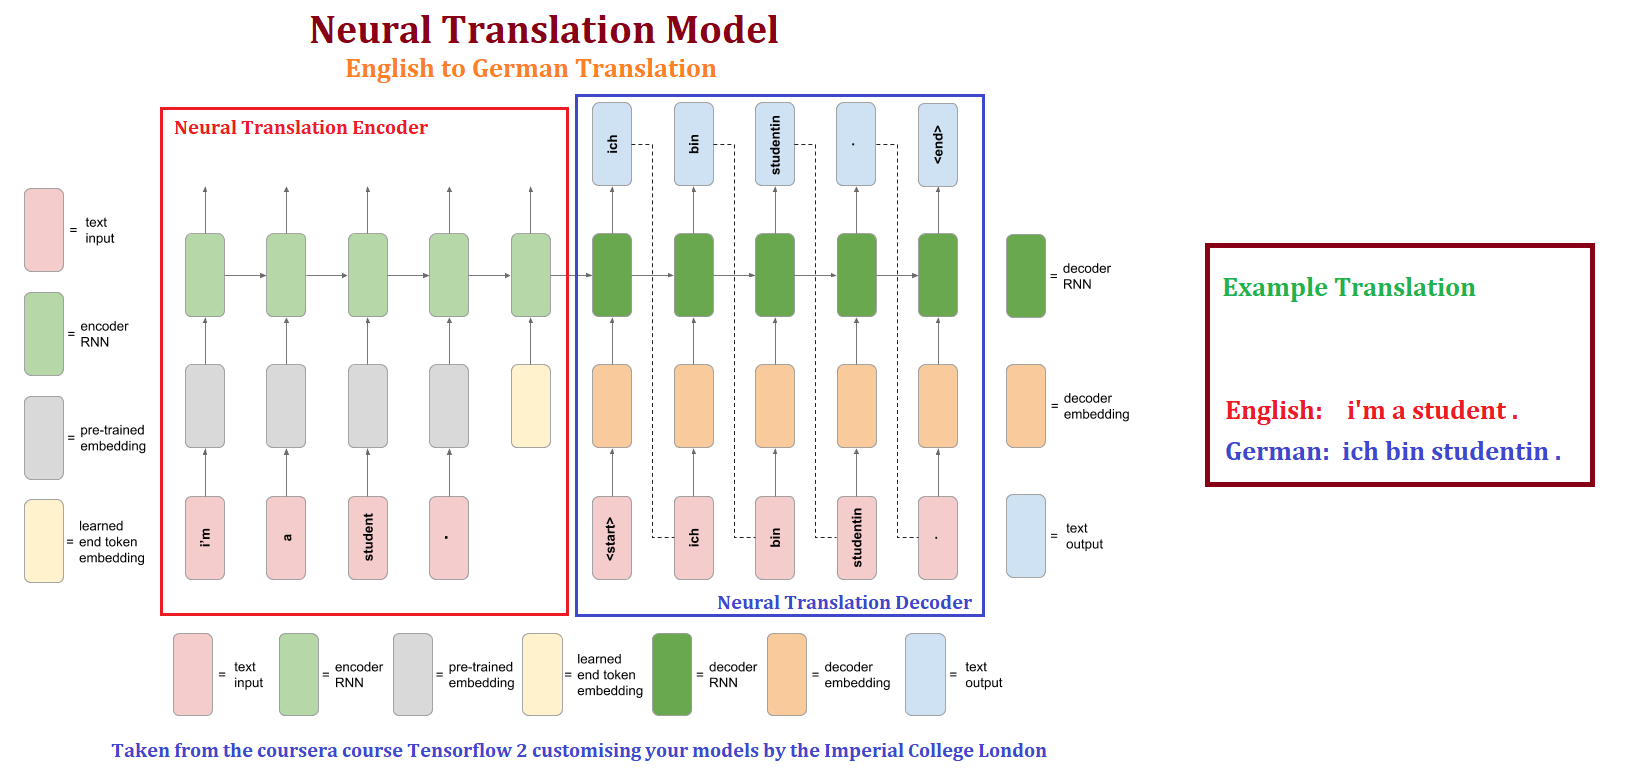 Neural Translation Model
English to German Translation
Neural Translation Encoder
ich
bin
studentin
.
<end>
= text
input
= encoder
RNN
= pre-trained
embedding
= learned
end token
embedding
i'm
a
student
.
<start>
ich
bin
studentin
.
Neural Translation Decoder
= decoder
RNN
= decoder
embedding
= text
output
Example Translation
English: i'm a student .
German: ich bin studentin .
= text
input
= encoder
RNN
= pre-trained
embedding
= learned
end token
embedding
= decoder
RNN
= decoder
embedding
= text
output
Taken from the coursera course Tensorflow 2 customising your models by the Imperial College London